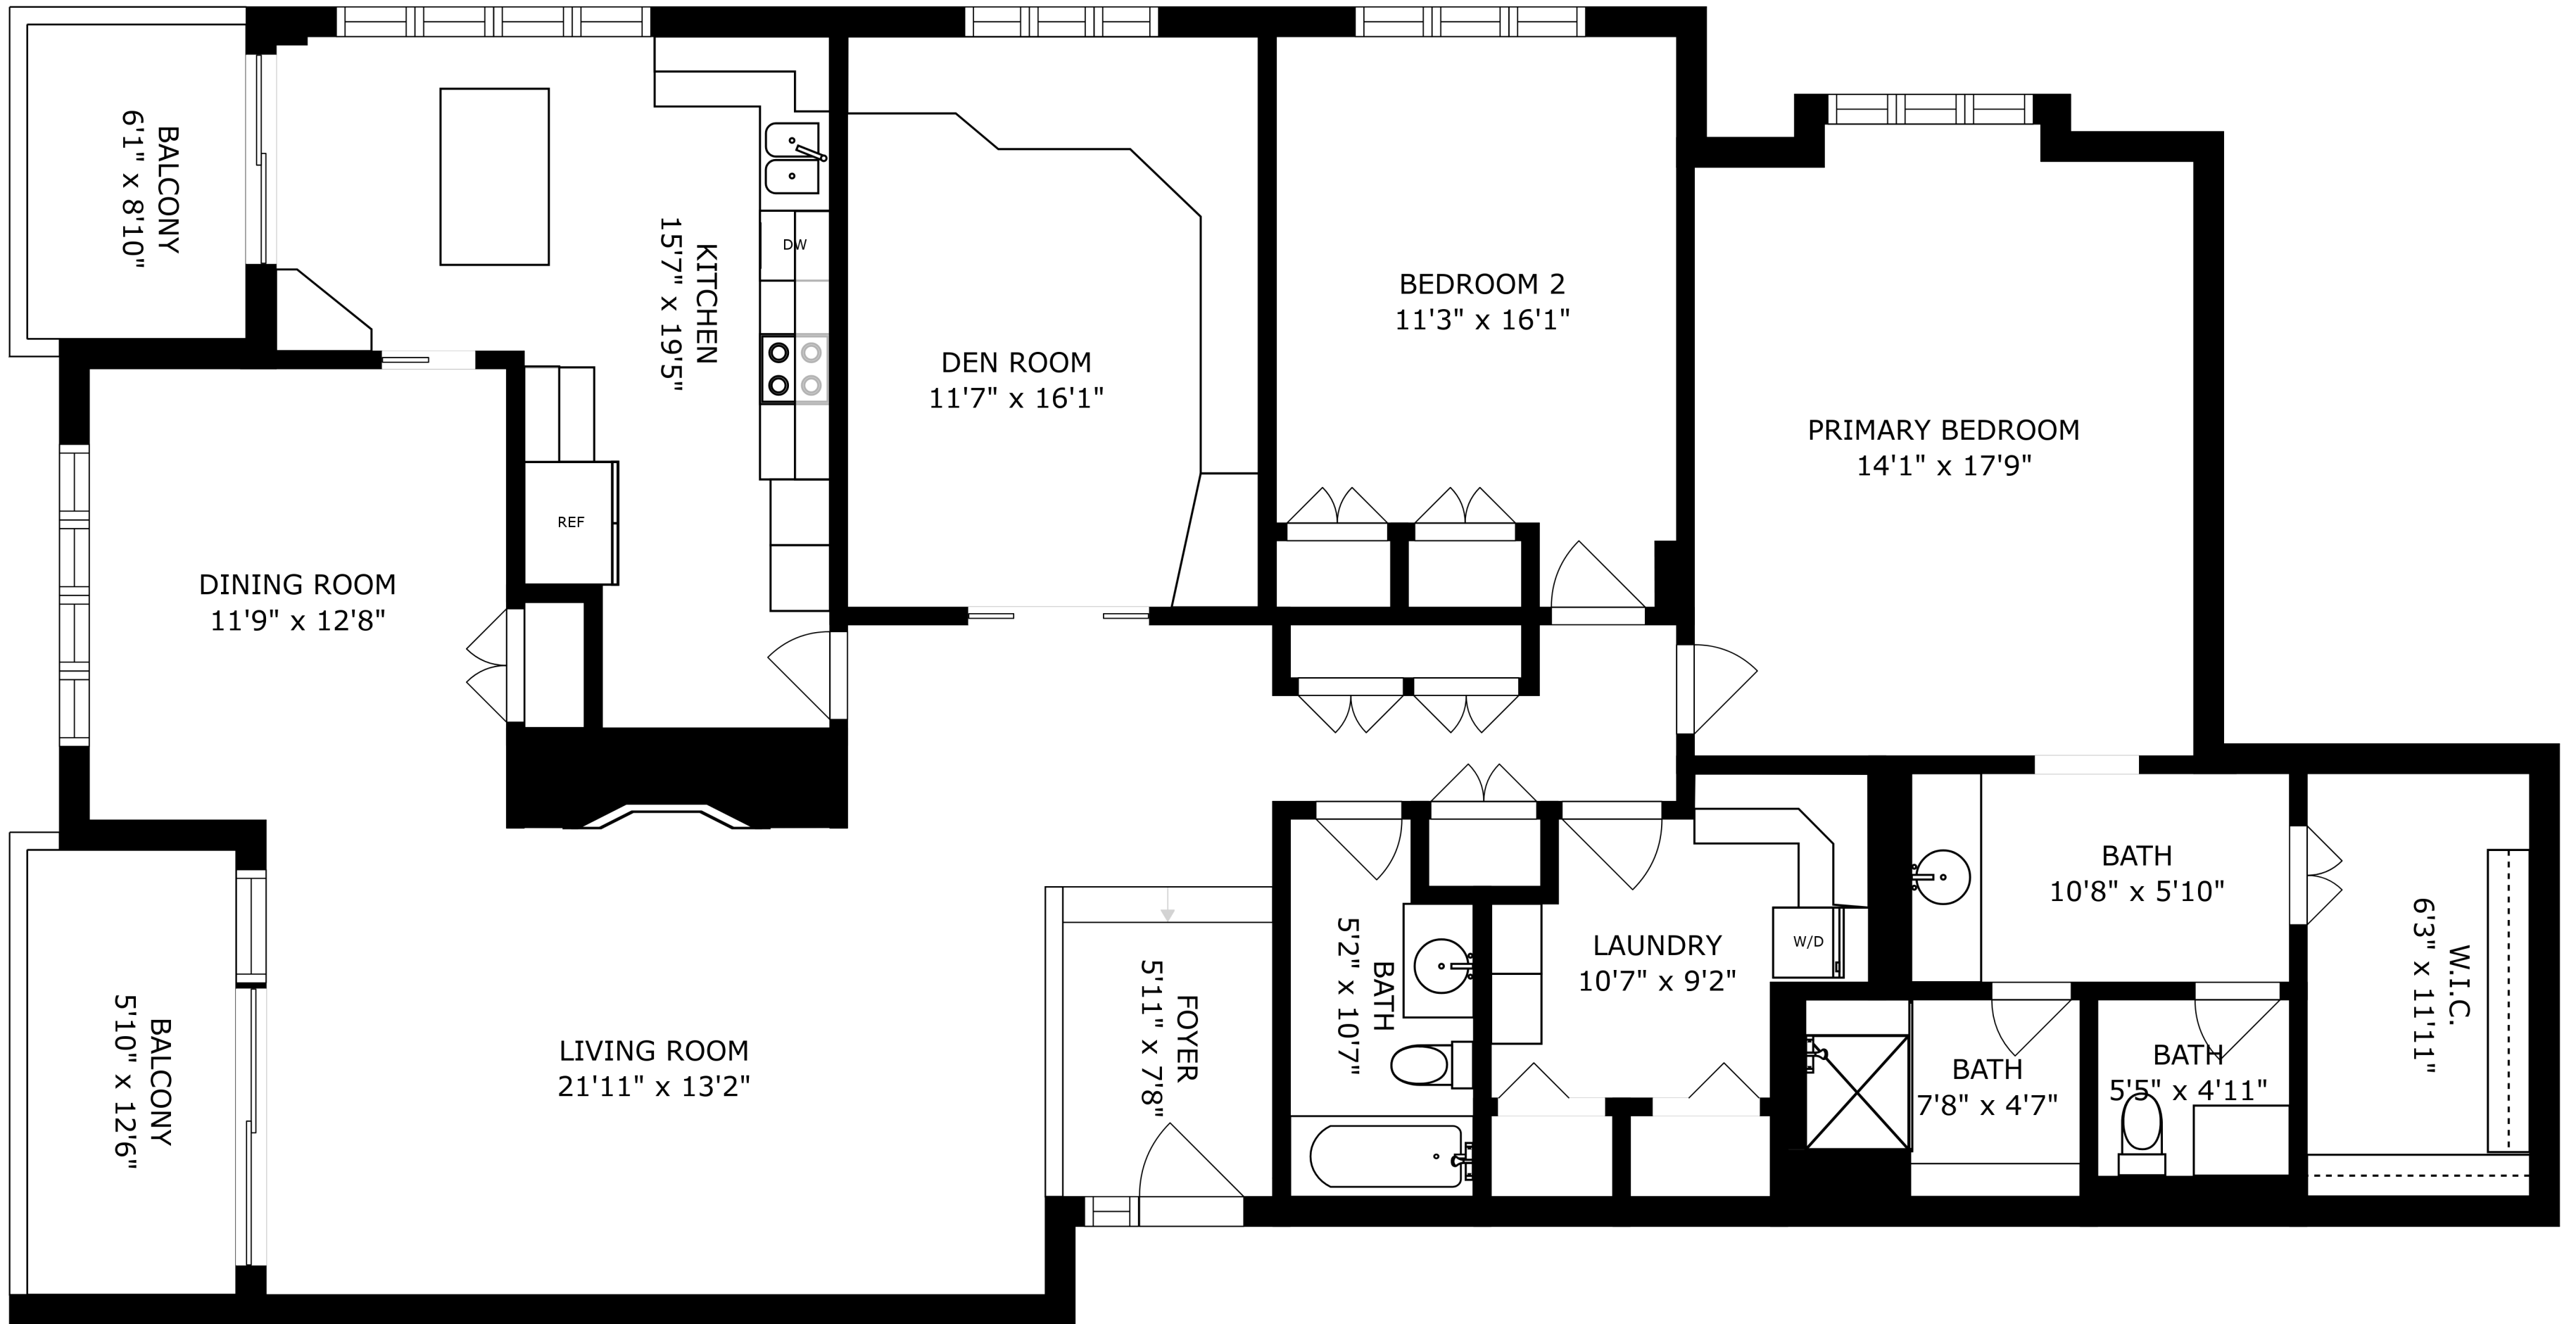 BALCONY
6'1" x 8'10"
KITCHEN
15'7" x 19'5"
DW
REF
DEN ROOM
11'7" x 16'1"
BEDROOM 2
11'3" x 16'1"
PRIMARY BEDROOM
14'1" x 17'9"
DINING ROOM
11'9" x 12'8"
BALCONY
5'10" x 12'6"
LIVING ROOM
21'11" x 13'2"
FOYER
5'11" x 7'8"
BATH
5'2" x 10'7"
LAUNDRY
10'7" x 9'2"
W/D
BATH
10'8" x 5'10"
BATH
7'8" x 4'7"
BATH
5'5" x 4'11"
W.I.C.
6'3" x 11'11"